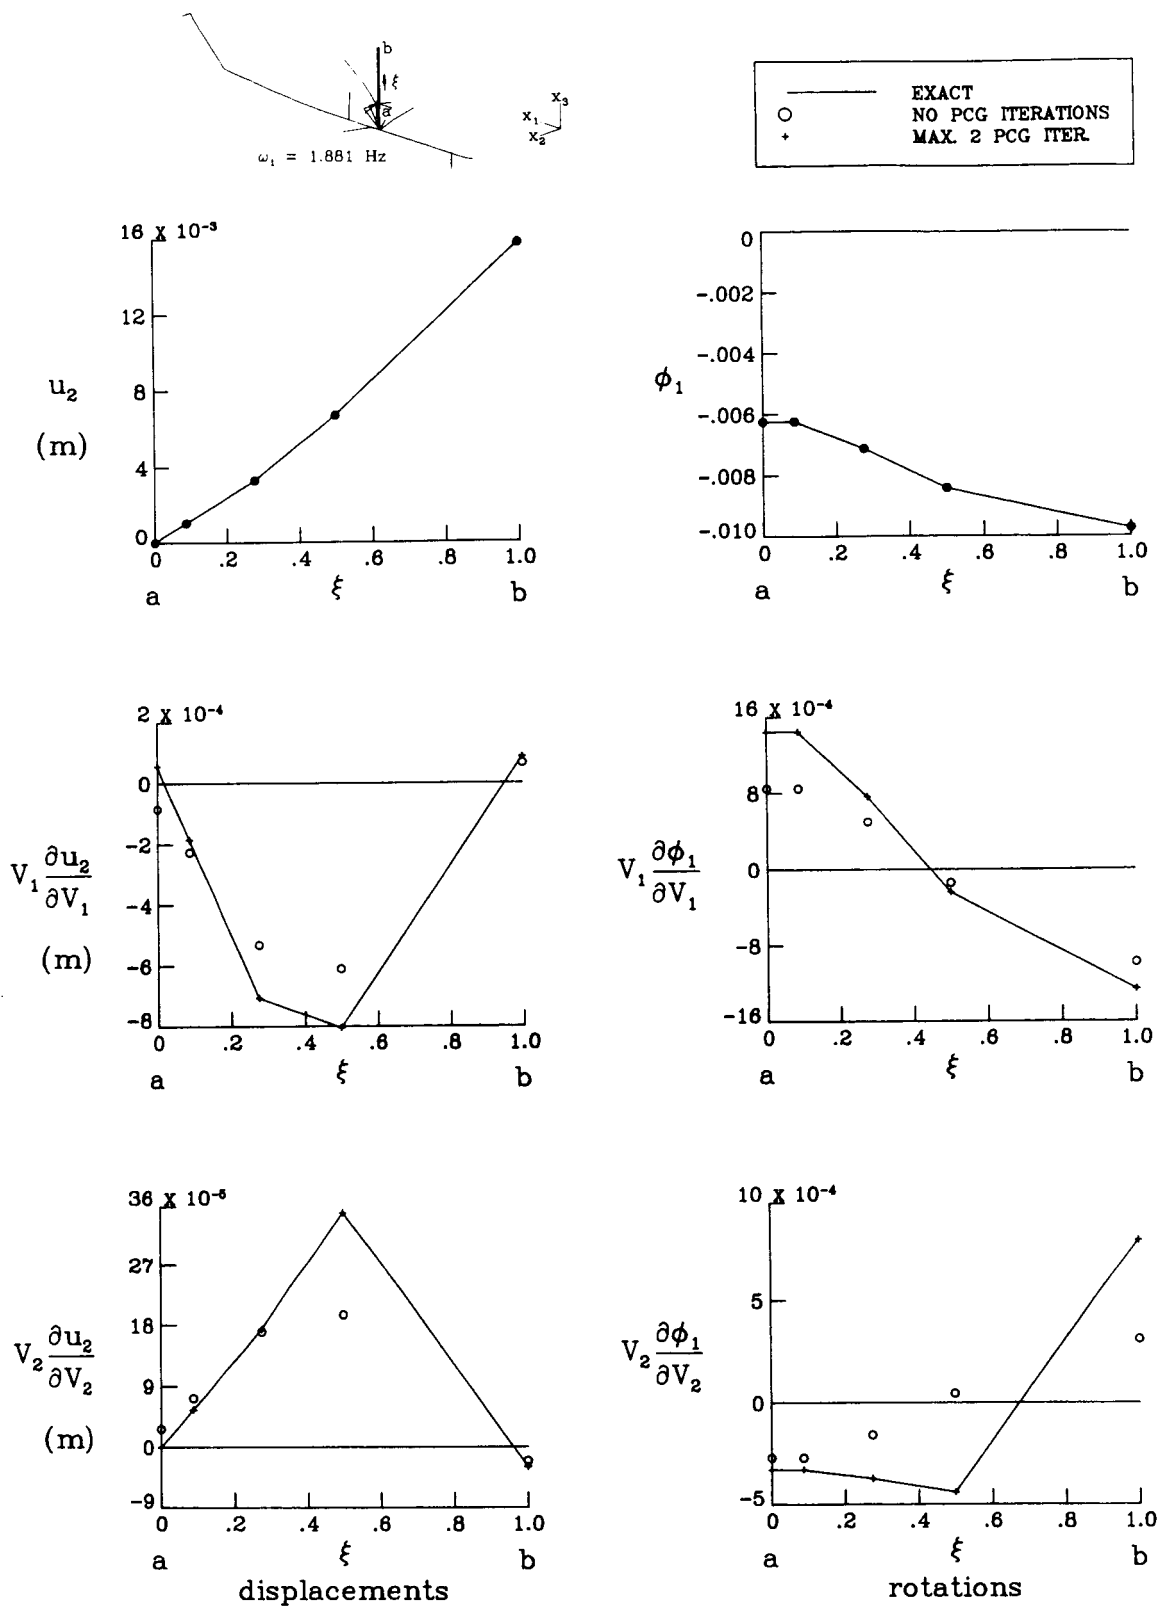 b
ξ
a
x₃
x₁
x₂
ω₁ = 1.881 Hz
EXACT
NO PCG ITERATIONS
MAX. 2 PCG ITER.
16 X 10⁻³
12
8
4
0
u₂
(m)
0 .2 .4 .6 .8 1.0
a ξ b
0
-.002
-.004
-.006
-.008
-.010
ϕ₁
0 .2 .4 .6 .8 1.0
a ξ b
2 X 10⁻⁴
0
-2
-4
-6
-8
V₁ ∂u₂/∂V₁
(m)
0 .2 .4 .6 .8 1.0
a ξ b
16 X 10⁻⁴
8
0
-8
-16
V₁ ∂ϕ₁/∂V₁
0 .2 .4 .6 .8 1.0
a ξ b
36 X 10⁻⁵
27
18
9
0
-9
V₂ ∂u₂/∂V₂
(m)
0 .2 .4 .6 .8 1.0
a ξ b
displacements
10 X 10⁻⁴
5
0
-5
V₂ ∂ϕ₁/∂V₂
0 .2 .4 .6 .8 1.0
a ξ b
rotations